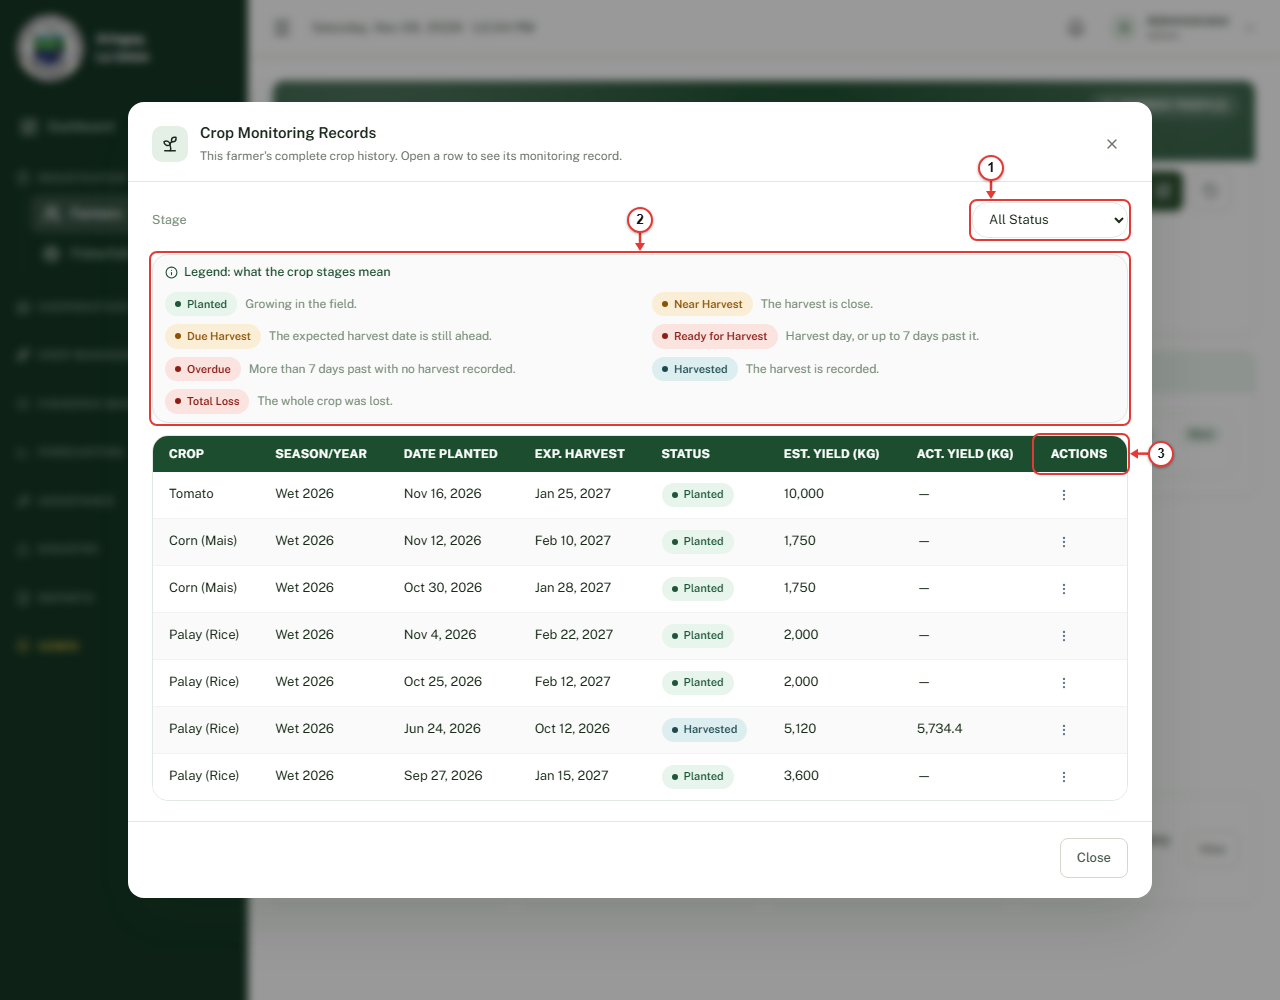 Crop Monitoring Records
This farmer's complete crop history. Open a row to see its monitoring record.
1
Stage
2
All Status
Legend: what the crop stages mean
Planted Growing in the field.
Near Harvest The harvest is close.
Due Harvest The expected harvest date is still ahead.
Ready for Harvest Harvest day, or up to 7 days past it.
Overdue More than 7 days past with no harvest recorded.
Harvested The harvest is recorded.
Total Loss The whole crop was lost.
CROP SEASON/YEAR DATE PLANTED EXP. HARVEST STATUS EST. YIELD (KG) ACT. YIELD (KG) ACTIONS
3
Tomato Wet 2026 Nov 16, 2026 Jan 25, 2027 Planted 10,000 —
Corn (Mais) Wet 2026 Nov 12, 2026 Feb 10, 2027 Planted 1,750 —
Corn (Mais) Wet 2026 Oct 30, 2026 Jan 28, 2027 Planted 1,750 —
Palay (Rice) Wet 2026 Nov 4, 2026 Feb 22, 2027 Planted 2,000 —
Palay (Rice) Wet 2026 Oct 25, 2026 Feb 12, 2027 Planted 2,000 —
Palay (Rice) Wet 2026 Jun 24, 2026 Oct 12, 2026 Harvested 5,120 5,734.4
Palay (Rice) Wet 2026 Sep 27, 2026 Jan 15, 2027 Planted 3,600 —
Close